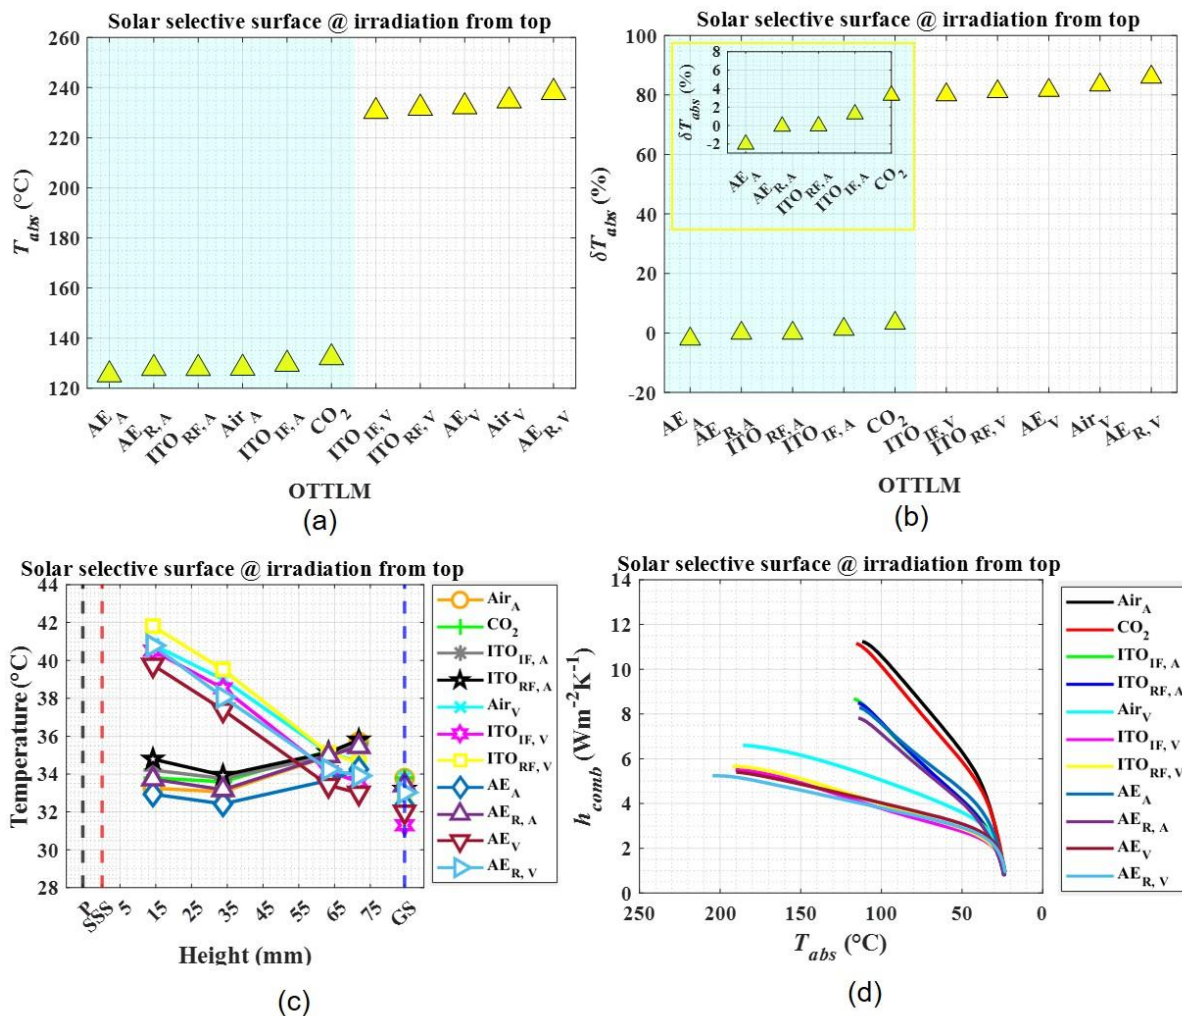 Solar selective surface @ irradiation from top
260
240
220
200
180
160
140
120
T_abs (°C)
AE_A
AE_R, A
ITO_RF, A
Air_A
ITO_IF, A
CO_2
ITO_IF, V
ITO_RF, V
AE_V
Air_V
AE_R, V
OTTLM
(a)
Solar selective surface @ irradiation from top
100
80
60
40
20
0
-20
δT_abs (%)
8
6
4
2
0
-2
δT_abs (%)
AE_A
AE_R, A
ITO_RF, A
ITO_IF, A
CO_2
AE_A
AE_R, A
ITO_RF, A
ITO_IF, A
CO_2
ITO_IF, V
ITO_RF, V
AE_V
Air_V
AE_R, V
OTTLM
(b)
Solar selective surface @ irradiation from top
44
42
40
38
36
34
32
30
28
Temperature (°C)
P
SSS
5
15
25
35
45
55
65
75
GS
Height (mm)
Air_A
CO_2
ITO_IF, A
ITO_RF, A
Air_V
ITO_IF, V
ITO_RF, V
AE_A
AE_R, A
AE_V
AE_R, V
(c)
Solar selective surface @ irradiation from top
14
12
10
8
6
4
2
0
h_comb (Wm^-2K^-1)
250
200
150
100
50
0
T_abs (°C)
Air_A
CO_2
ITO_IF, A
ITO_RF, A
Air_V
ITO_IF, V
ITO_RF, V
AE_A
AE_R, A
AE_V
AE_R, V
(d)